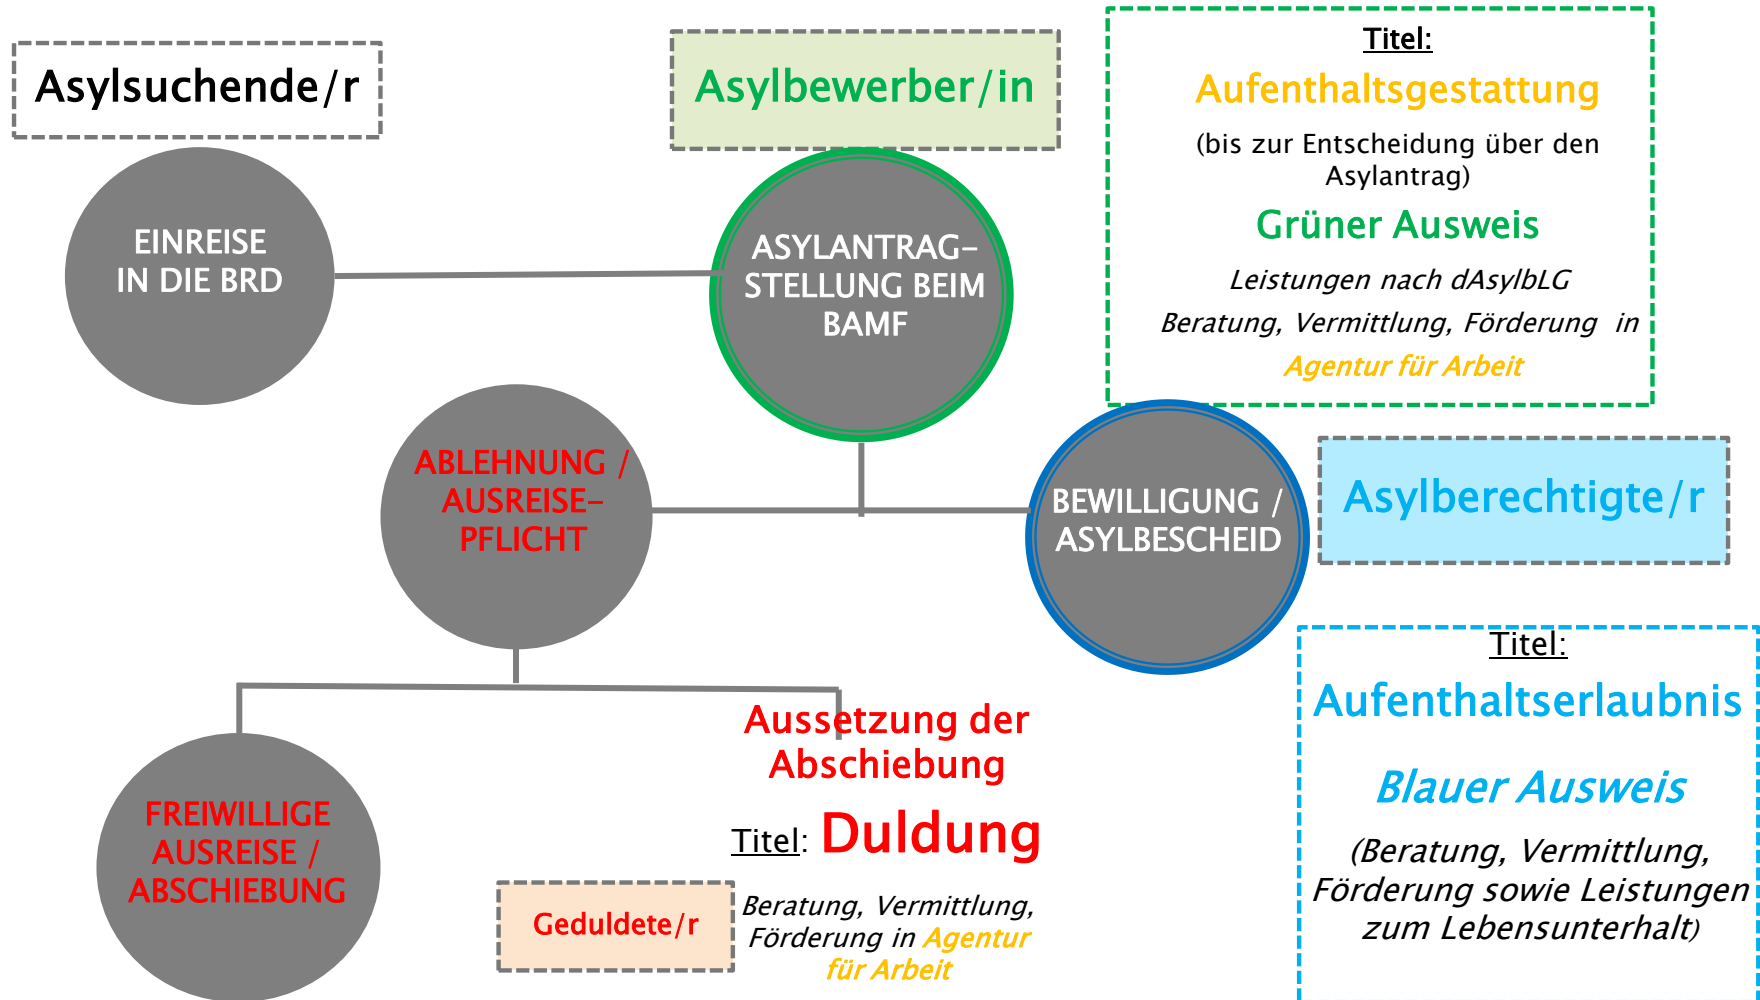 Asylsuchende/r
EINREISE
IN DIE BRD
Asylbewerber/in
ASYLANTRAG-
STELLUNG BEIM
BAMF
Titel:
Aufenthaltsgestattung
(bis zur Entscheidung über den
Asylantrag)
Grüner Ausweis
Leistungen nach dAsylbLG
Beratung, Vermittlung, Förderung in
Agentur für Arbeit
ABLEHNUNG /
AUSREISE-
PFLICHT
BEWILLIGUNG /
ASYLBESCHEID
Asylberechtigte/r
Titel:
Aufenthaltserlaubnis
Blauer Ausweis
(Beratung, Vermittlung,
Förderung sowie Leistungen
zum Lebensunterhalt)
FREIWILLIGE
AUSREISE /
ABSCHIEBUNG
Aussetzung der
Abschiebung
Titel: Duldung
Geduldete/r
Beratung, Vermittlung,
Förderung in Agentur
für Arbeit